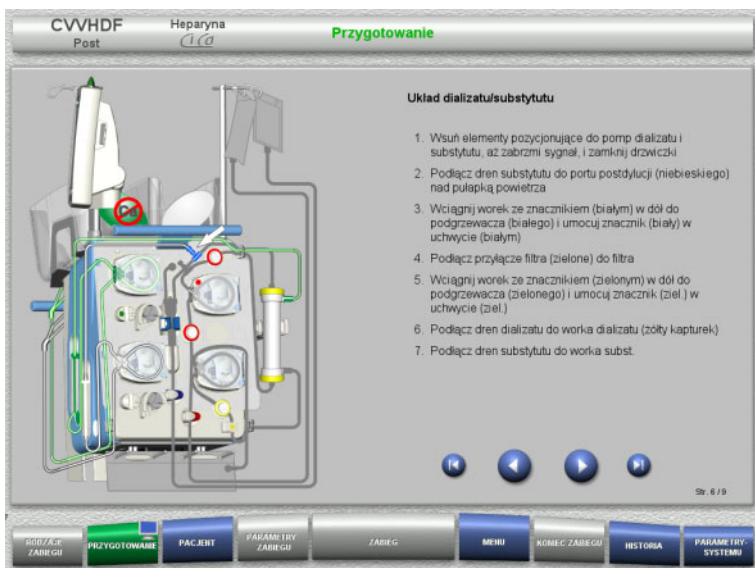 CVVHDF
Post
Heparyna
Ci Ca
Przygotowanie
Układ dializatu/substytutu
1. Wsuń elementy pozycjonujące do pomp dializatu i
substytutu, aż zabrzmi sygnał, i zamknij drzwiczki
2. Podłącz dren substytutu do portu postdylucji (niebieskiego)
nad pułapką powietrza
3. Wciągnij worek ze znacznikiem (białym) w dół do
podgrzewacza (białego) i umocuj znacznik (biały) w
uchwycie (białym)
4. Podłącz przyłącze filtra (zielone) do filtra
5. Wciągnij worek ze znacznikiem (zielonym) w dół do
podgrzewacza (zielonego) i umocuj znacznik (ziel.) w
uchwycie (ziel.)
6. Podłącz dren dializatu do worka dializatu (żółty kapturek)
7. Podłącz dren substytutu do worka subst.
Ca
Str. 6 / 9
RODZAJE
ZABIEGU
PRZYGOTOWANIE
PACJENT
PARAMETRY
ZABIEGU
ZABIEG
MENU
KONIEC ZABIEGU
HISTORIA
PARAMETRY-
SYSTEMU